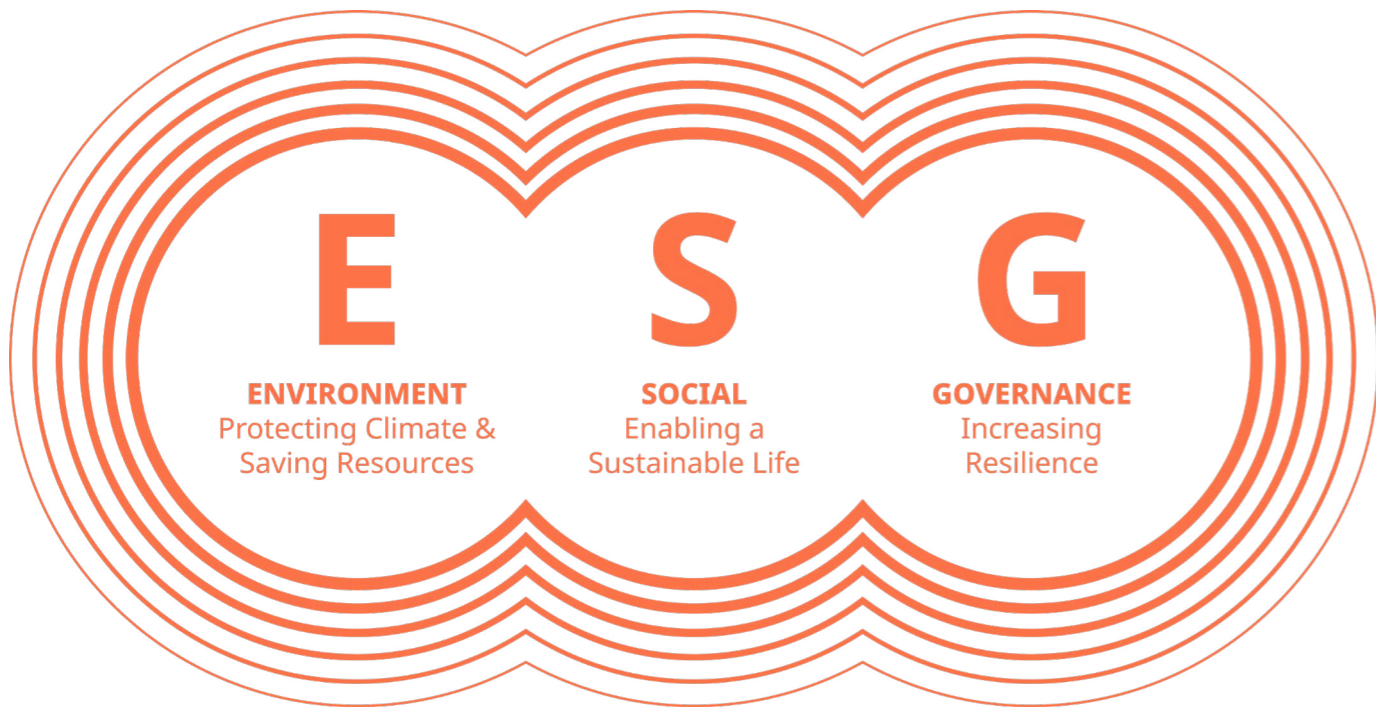 E
ENVIRONMENT
Protecting Climate &
Saving Resources
S
SOCIAL
Enabling a
Sustainable Life
G
GOVERNANCE
Increasing
Resilience